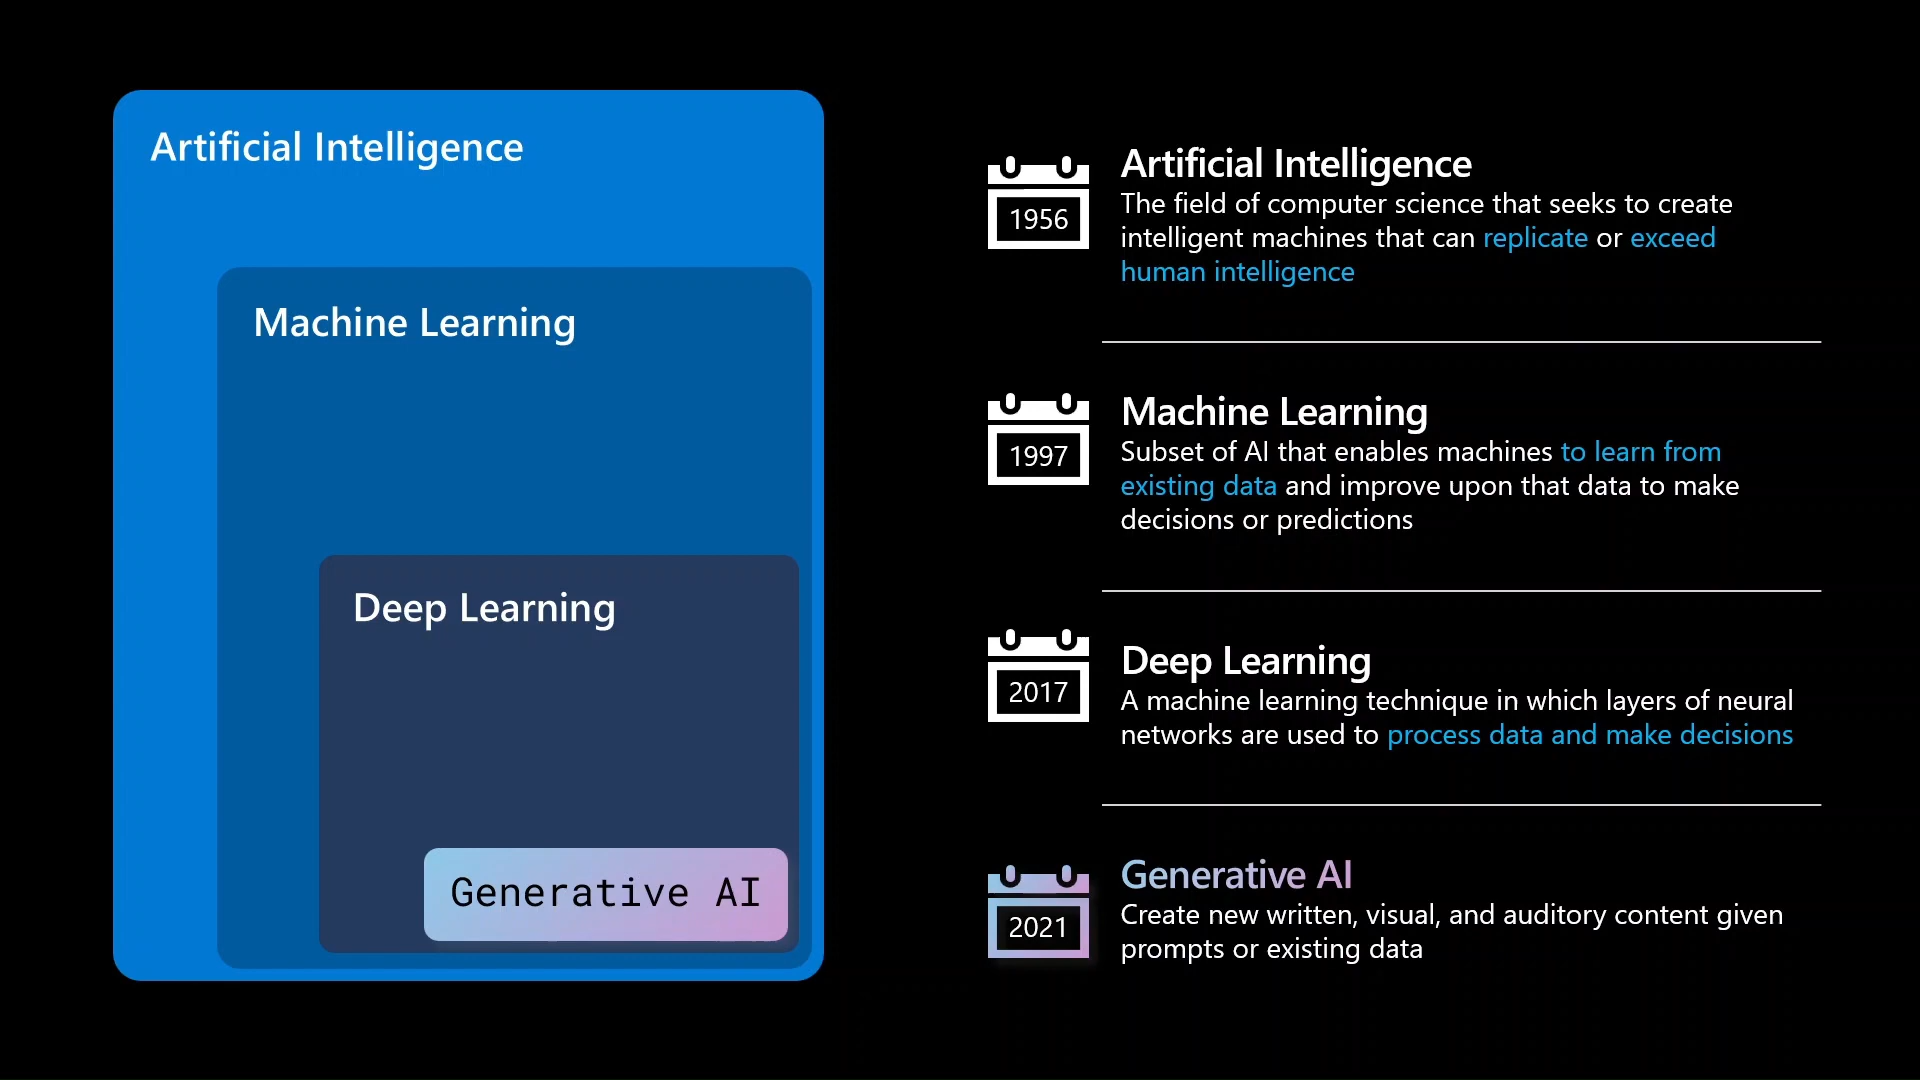 Artificial Intelligence
Machine Learning
Deep Learning
Generative AI
1956
Artificial Intelligence
The field of computer science that seeks to create
intelligent machines that can replicate or exceed
human intelligence
1997
Machine Learning
Subset of AI that enables machines to learn from
existing data and improve upon that data to make
decisions or predictions
2017
Deep Learning
A machine learning technique in which layers of neural
networks are used to process data and make decisions
2021
Generative AI
Create new written, visual, and auditory content given
prompts or existing data